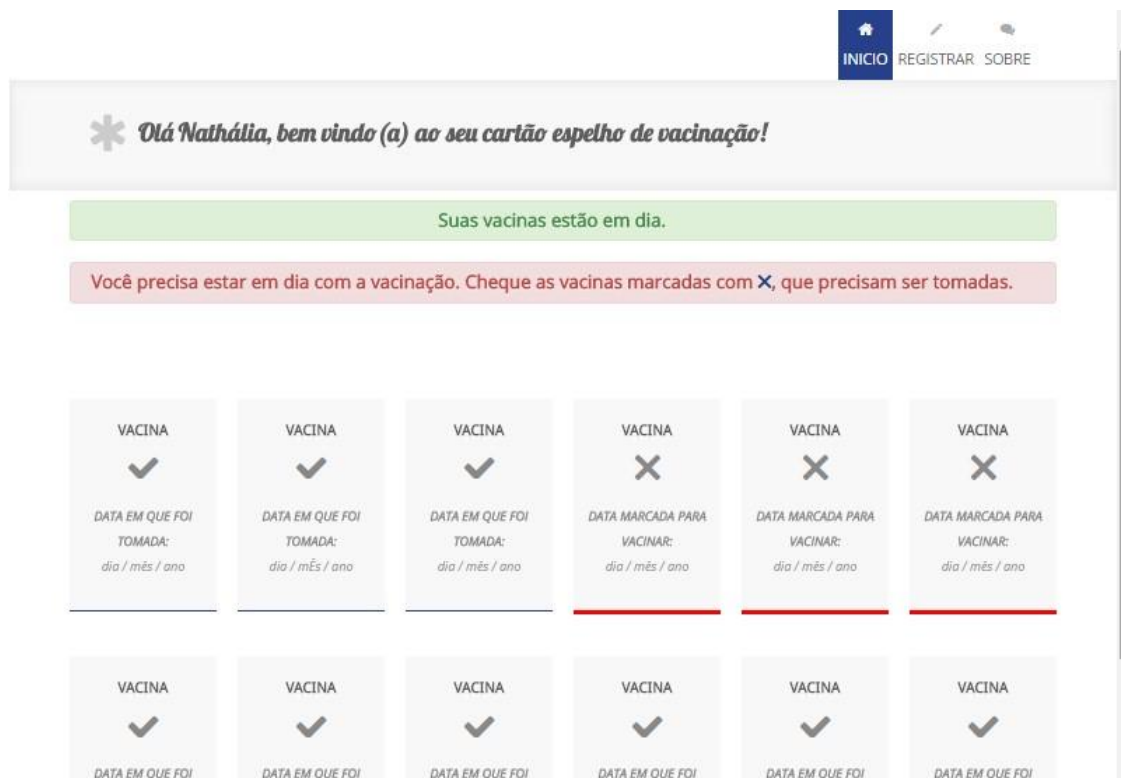 INICIO REGISTRAR SOBRE
Olá Nathália, bem vindo (a) ao seu cartão espelho de vacinação!
Suas vacinas estão em dia.
Você precisa estar em dia com a vacinação. Cheque as vacinas marcadas com ✕, que precisam ser tomadas.
VACINA VACINA VACINA VACINA VACINA VACINA
DATA EM QUE FOI DATA EM QUE FOI DATA EM QUE FOI DATA MARCADA PARA DATA MARCADA PARA DATA MARCADA PARA
TOMADA: TOMADA: TOMADA: VACINAR: VACINAR: VACINAR:
dia / mês / ano dia / mÊs / ano dia / mês / ano dia / mês / ano dia / mês / ano dia / mês / ano
VACINA VACINA VACINA VACINA VACINA VACINA
DATA EM QUE FOI DATA EM QUE FOI DATA EM QUE FOI DATA EM QUE FOI DATA EM QUE FOI DATA EM QUE FOI